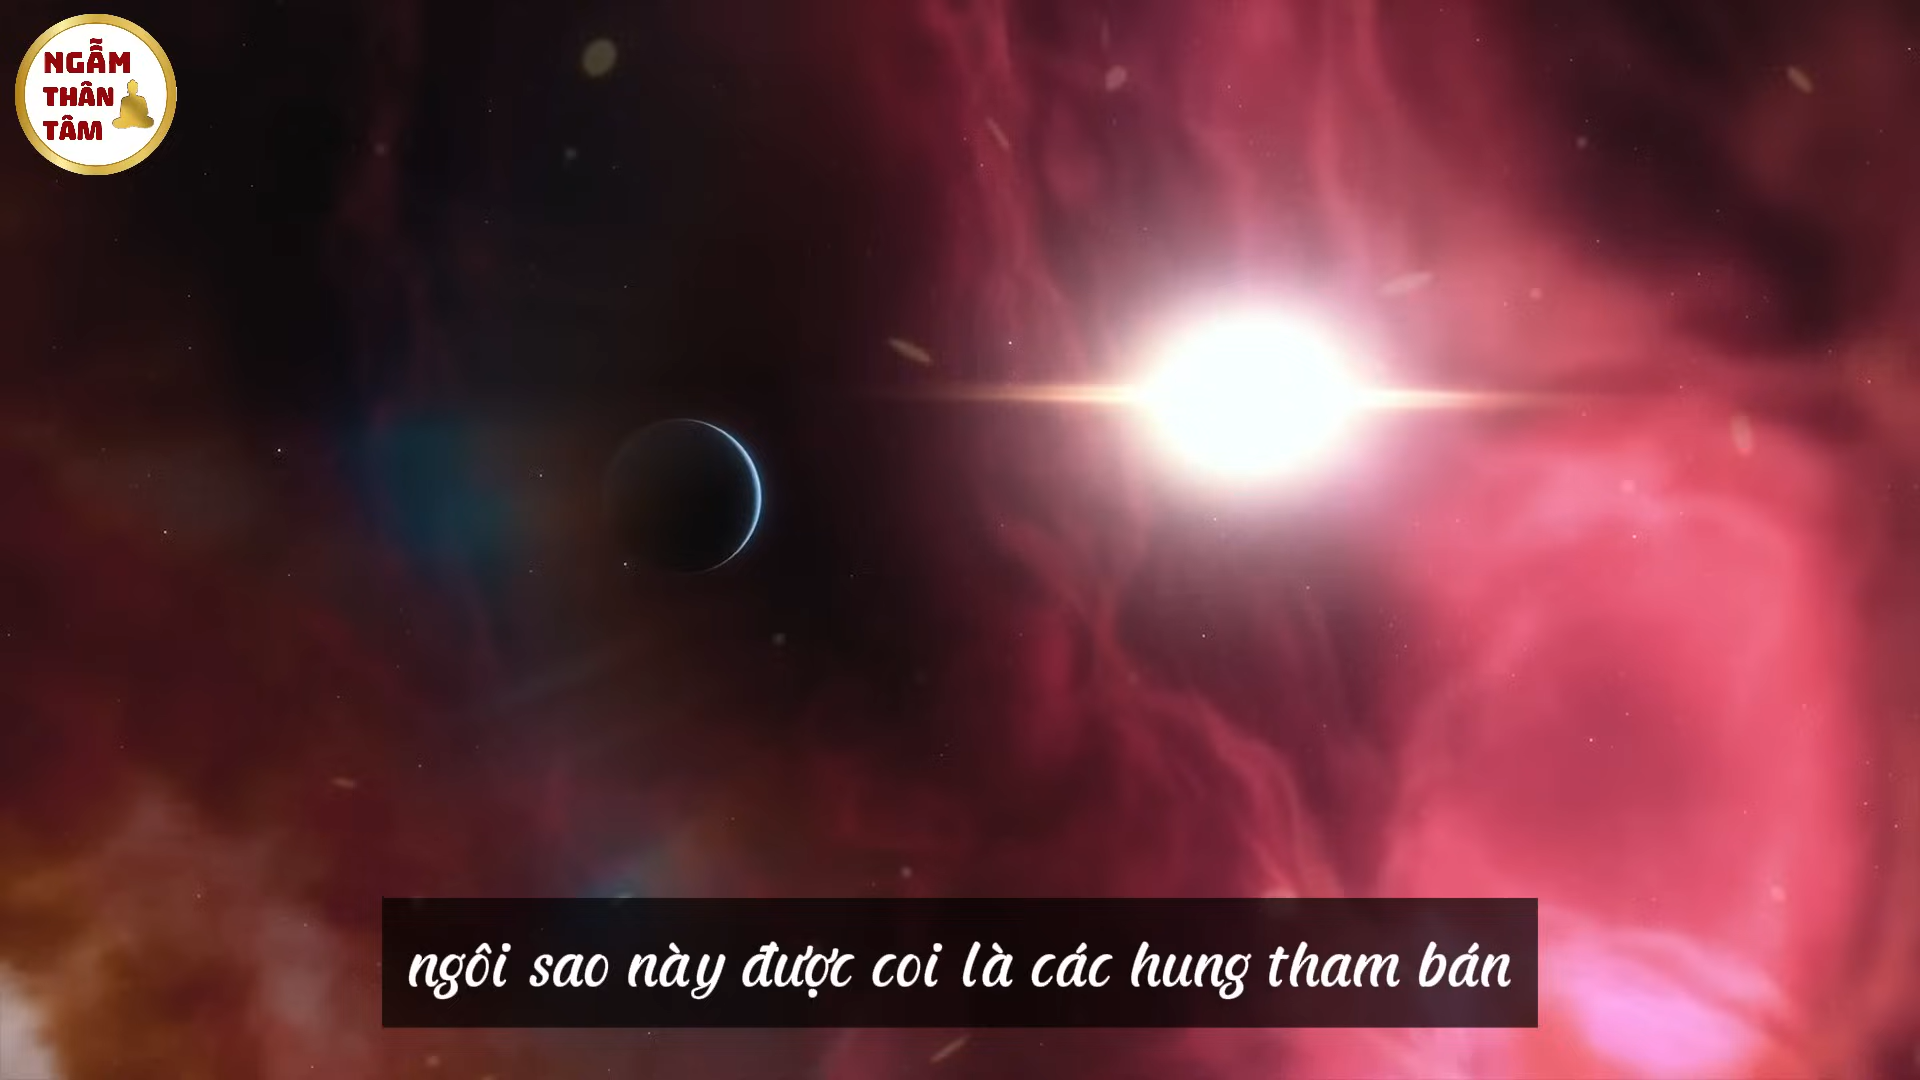 NGẪM
THÂN
TÂM
ngôi sao này được coi là các hung tham bán